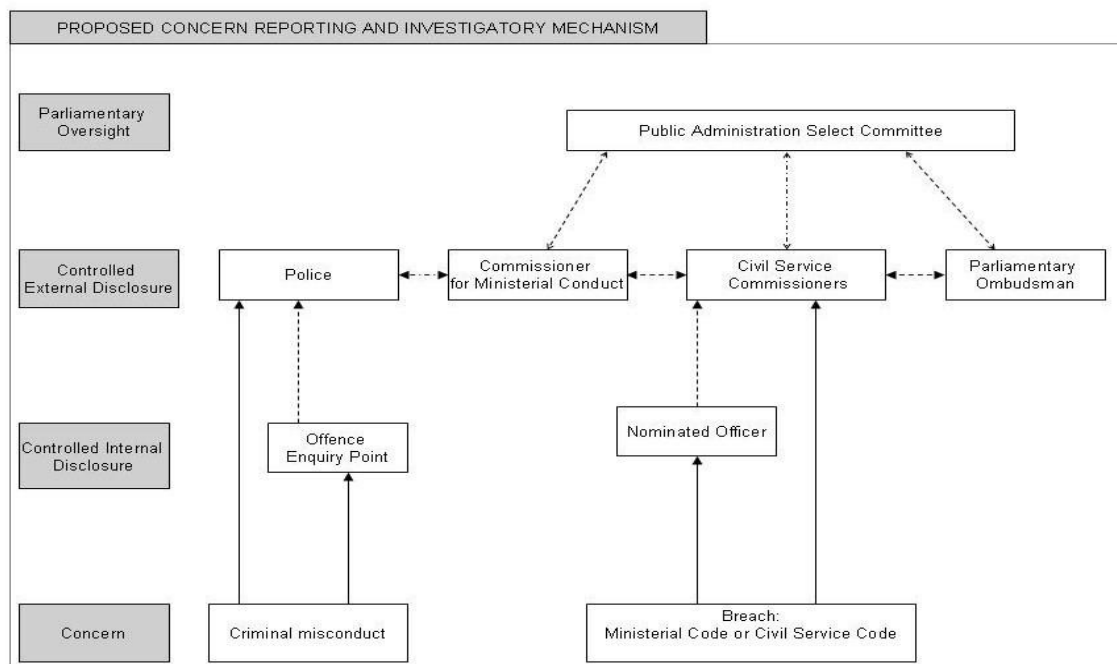 PROPOSED CONCERN REPORTING AND INVESTIGATORY MECHANISM
Parliamentary
Oversight
Public Administration Select Committee
Controlled
External Disclosure
Police
Commissioner
for Ministerial Conduct
Civil Service
Commissioners
Parliamentary
Ombudsman
Controlled Internal
Disclosure
Offence
Enquiry Point
Nominated Officer
Concern
Criminal misconduct
Breach:
Ministerial Code or Civil Service Code